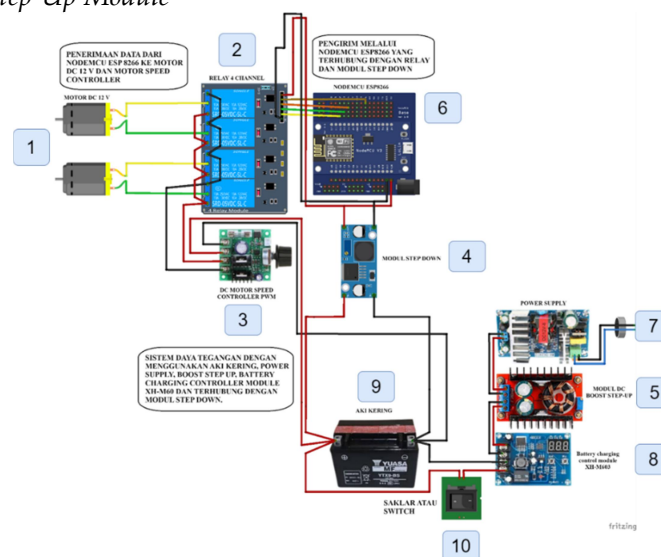 Step-Up Module
PENERIMAAN DATA DARI
NODEMCU ESP 8266 KE MOTOR
DC 12 V DAN MOTOR SPEED
CONTROLLER
2
RELAY 4 CHANNEL
PENGIRIM MELALUI
NODEMCU ESP8266 YANG
TERHUBUNG DENGAN RELAY
DAN MODUL STEP DOWN
NODEMCU ESP8266
6
MOTOR DC 12 V
1
4 Relay Module
MODUL STEP DOWN
4
DC MOTOR SPEED
CONTROLLER PWM
3
POWER SUPPLY
7
SISTEM DAYA TEGANGAN DENGAN
MENGGUNAKAN AKI KERING, POWER
SUPPLY, BOOST STEP UP, BATTERY
CHARGING CONTROLLER MODULE
XH-M60 DAN TERHUBUNG DENGAN
MODUL STEP DOWN.
9
AKI KERING
MODUL DC
BOOST STEP-UP
5
YUASA
Battery charging
control module
XH-M603
8
SAKLAR ATAU
SWITCH
10
fritzing